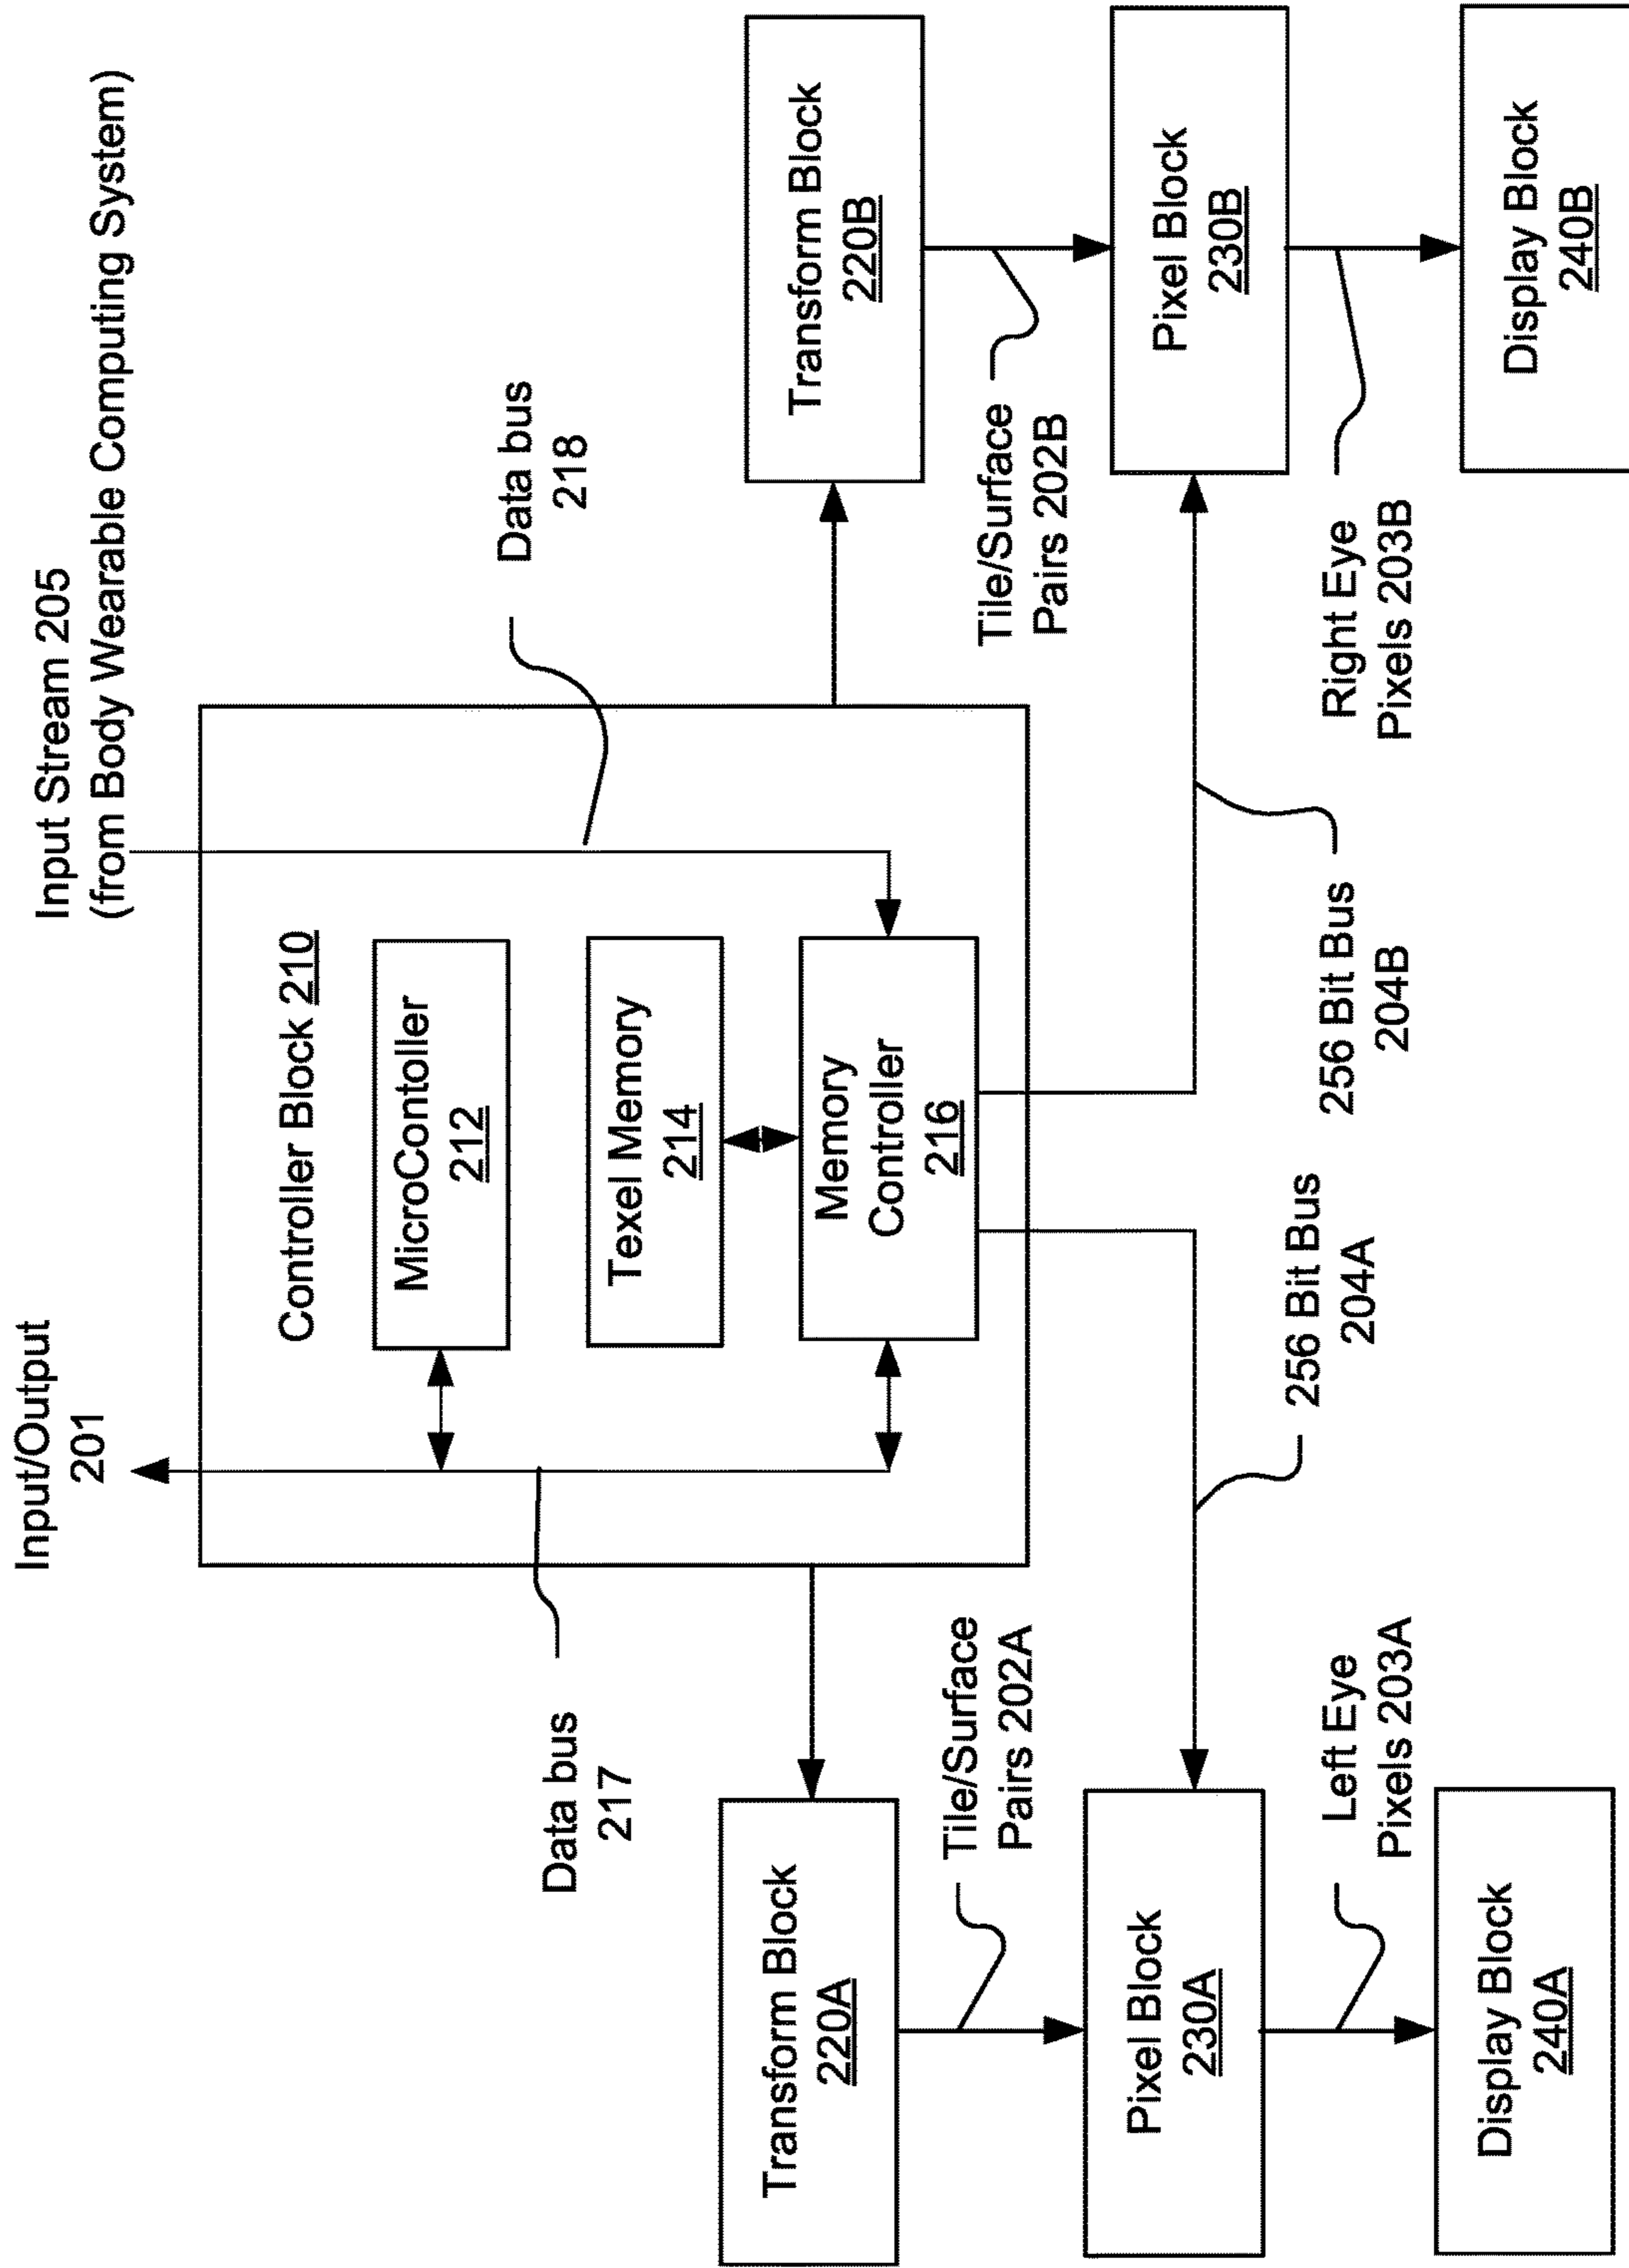 Input/Output
201
Input Stream 205
(from Body Wearable Computing System)
Controller Block 210
MicroContoller
212
Data bus
218
Data bus
217
Texel Memory
214
Memory
Controller
216
Transform Block
220A
Transform Block
220B
Tile/Surface
Pairs 202A
Tile/Surface
Pairs 202B
Pixel Block
230A
256 Bit Bus
204A
256 Bit Bus
204B
Pixel Block
230B
Left Eye
Pixels 203A
Right Eye
Pixels 203B
Display Block
240A
Display Block
240B